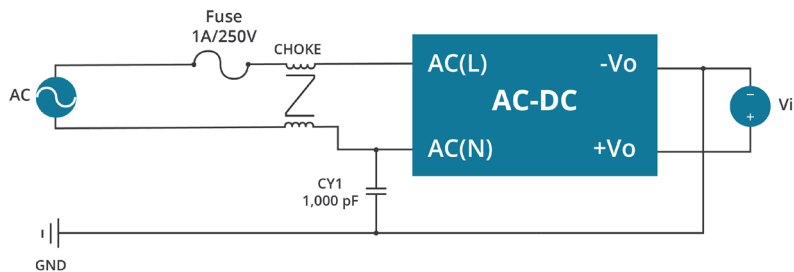 Fuse
1A/250V
CHOKE
AC
AC(L)
-Vo
AC-DC
Vi
AC(N)
+Vo
CY1
1,000 pF
GND